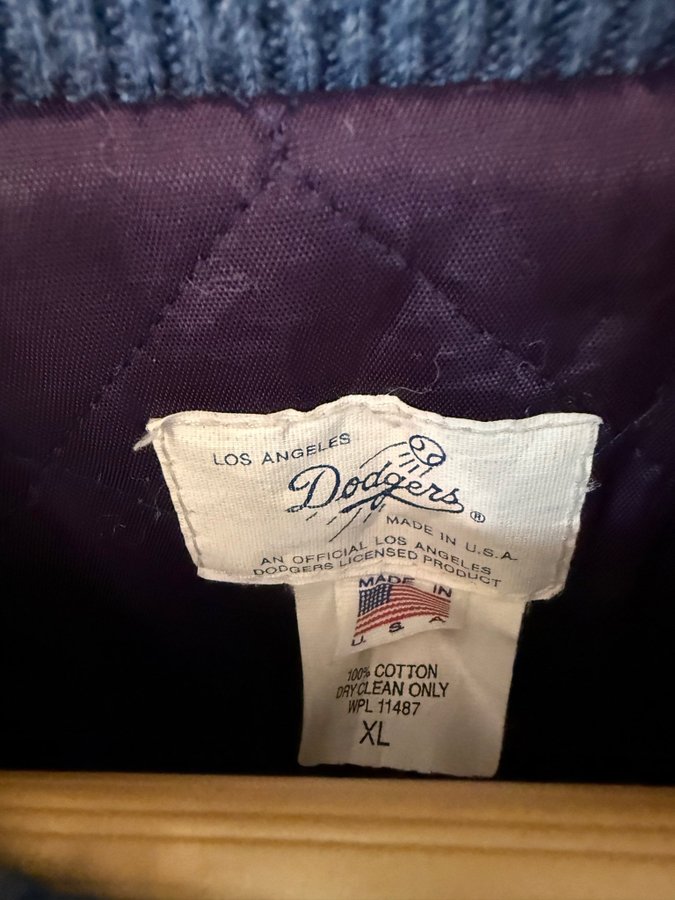 LOS ANGELES
Dodgers ®
MADE IN U.S.A.
AN OFFICIAL LOS ANGELES
DODGERS LICENSED PRODUCT
MADE IN
U S A
100% COTTON
DRY CLEAN ONLY
WPL 11487
XL